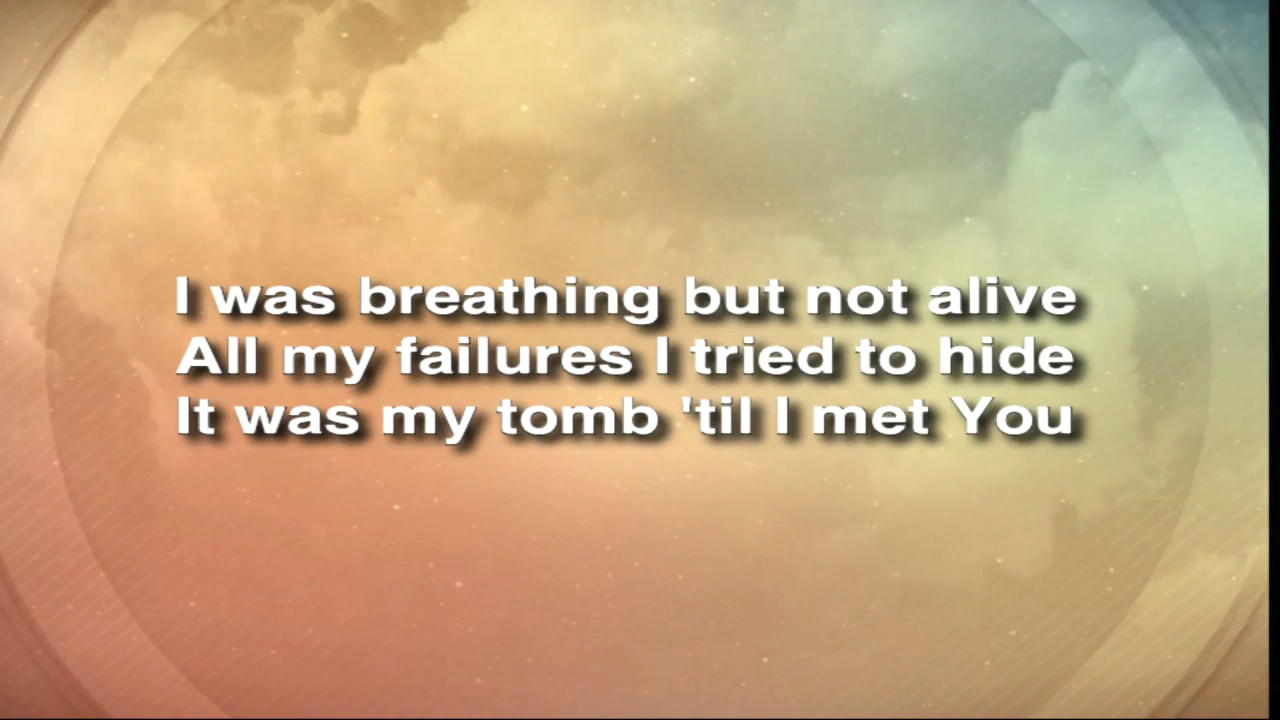 I was breathing but not alive
All my failures I tried to hide
It was my tomb 'til I met You